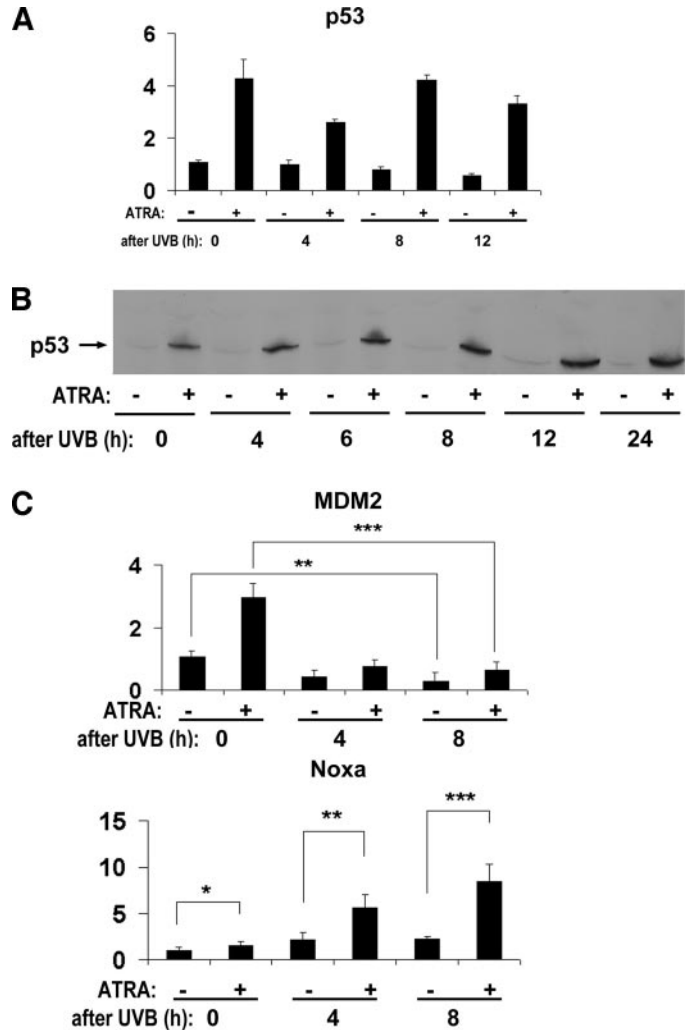 A
p53
6
4
2
0
ATRA: - + - + - + - +
after UVB (h): 0 4 8 12
B
p53
ATRA: - + - + - + - + - + - +
after UVB (h): 0 4 6 8 12 24
C
MDM2
***
**
4
2
0
ATRA: - + - + - +
after UVB (h): 0 4 8
Noxa
15
10
5
0
* ** ***
ATRA: - + - + - +
after UVB (h): 0 4 8